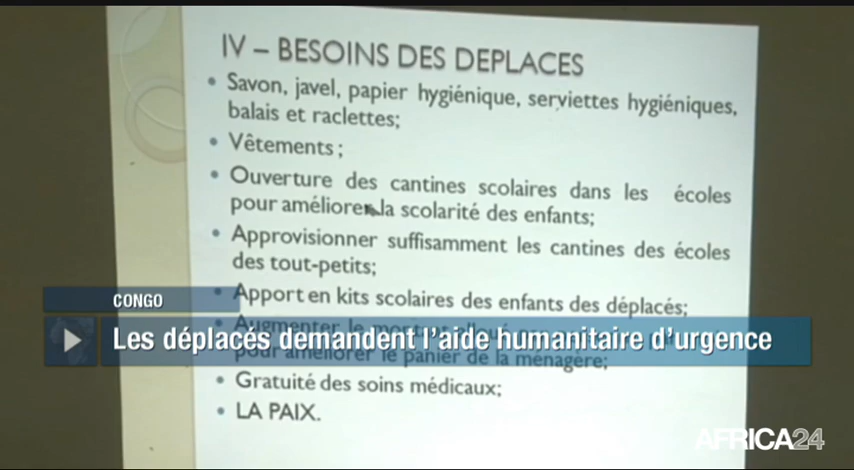 IV – BESOINS DES DEPLACES
• Savon, javel, papier hygiénique, serviettes hygiéniques,
balais et raclettes;
• Vêtements ;
• Ouverture des cantines scolaires dans les écoles
pour améliorer la scolarité des enfants;
• Approvisionner suffisamment les cantines des écoles
des tout-petits;
• Apport en kits scolaires des enfants des déplacés;
• Augmenter le
pour améliorer le panier de la ménagère;
• Gratuité des soins médicaux;
• LA PAIX.
CONGO
Les déplacés demandent l'aide humanitaire d'urgence
AFRICA24